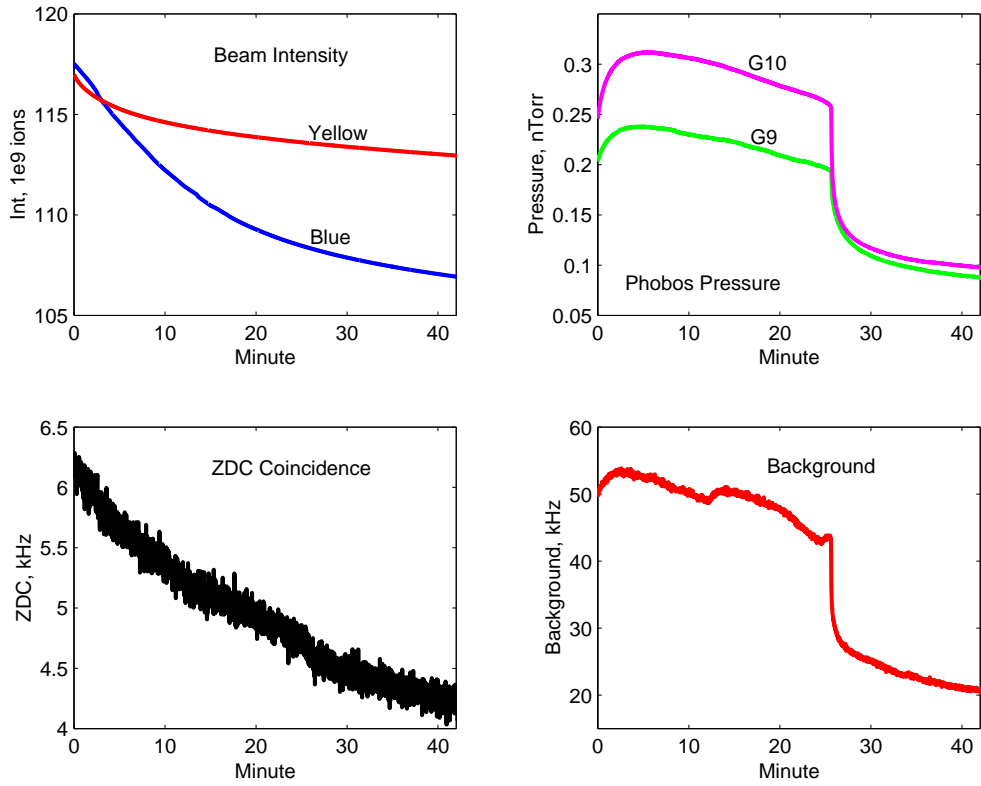 120
115
110
105
Int, 1e9 ions
Beam Intensity
Yellow
Blue
0 10 20 30 40
Minute
0.3
0.25
0.2
0.15
0.1
0.05
Pressure, nTorr
G10
G9
Phobos Pressure
0 10 20 30 40
Minute
6.5
6
5.5
5
4.5
4
ZDC, kHz
ZDC Coincidence
0 10 20 30 40
Minute
60
50
40
30
20
Background, kHz
Background
0 10 20 30 40
Minute